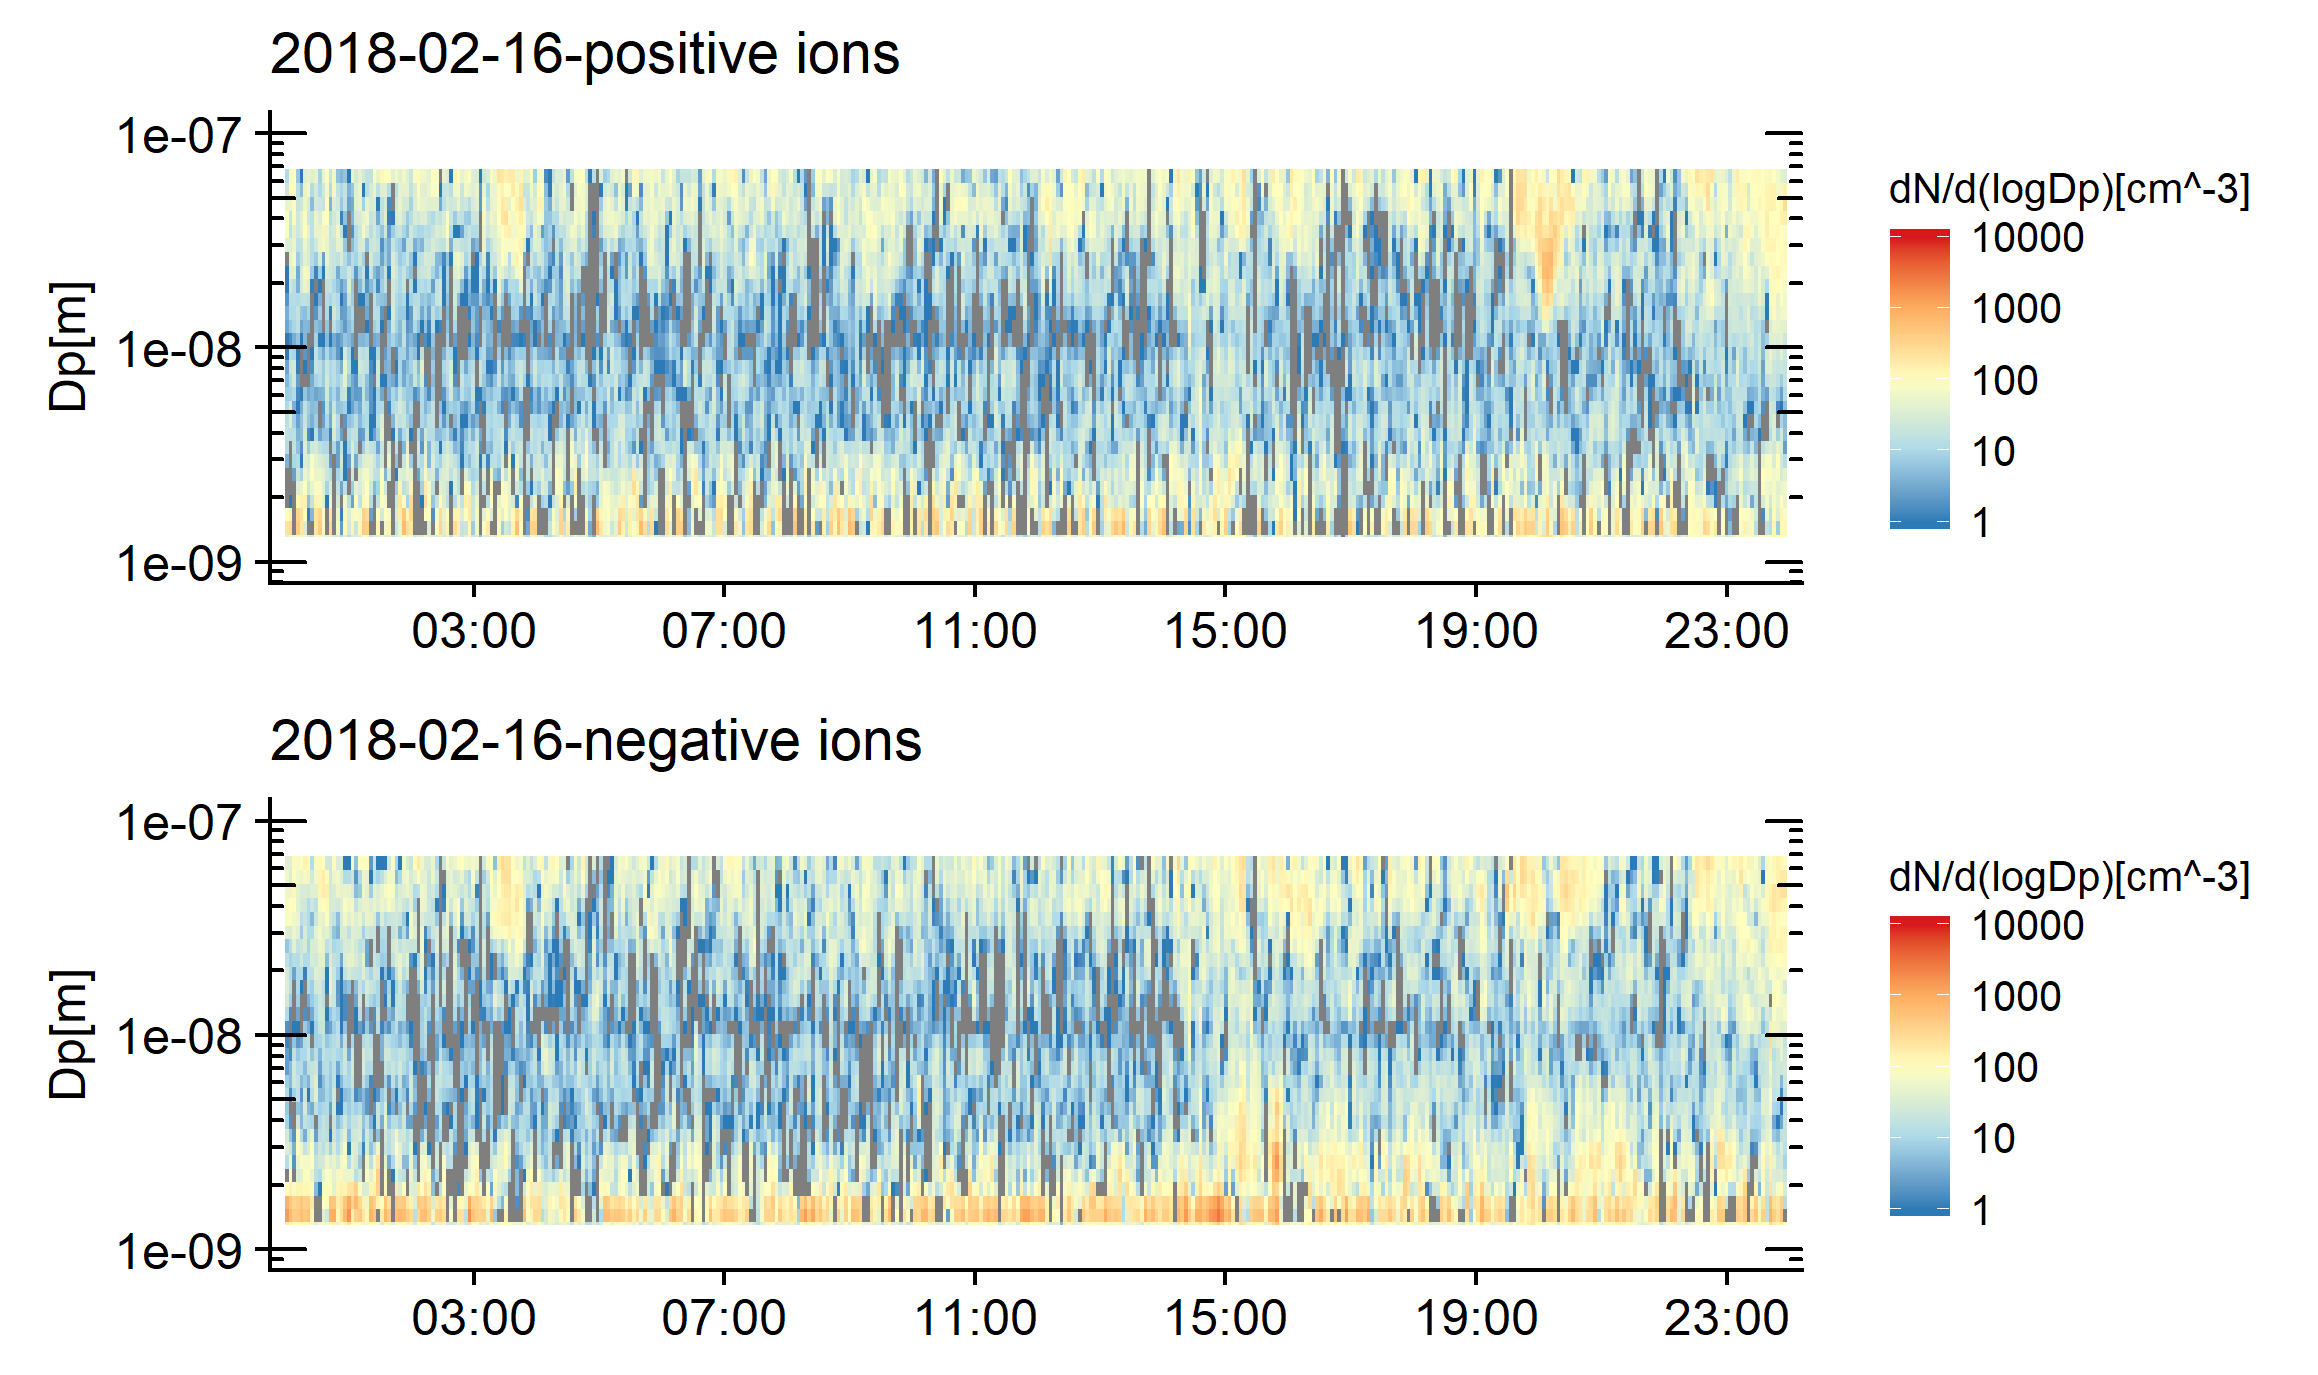 2018-02-16-positive ions
1e-07
1e-08
1e-09
Dp[m]
03:00 07:00 11:00 15:00 19:00 23:00
dN/d(logDp)[cm^-3]
10000
1000
100
10
1
2018-02-16-negative ions
1e-07
1e-08
1e-09
Dp[m]
03:00 07:00 11:00 15:00 19:00 23:00
dN/d(logDp)[cm^-3]
10000
1000
100
10
1